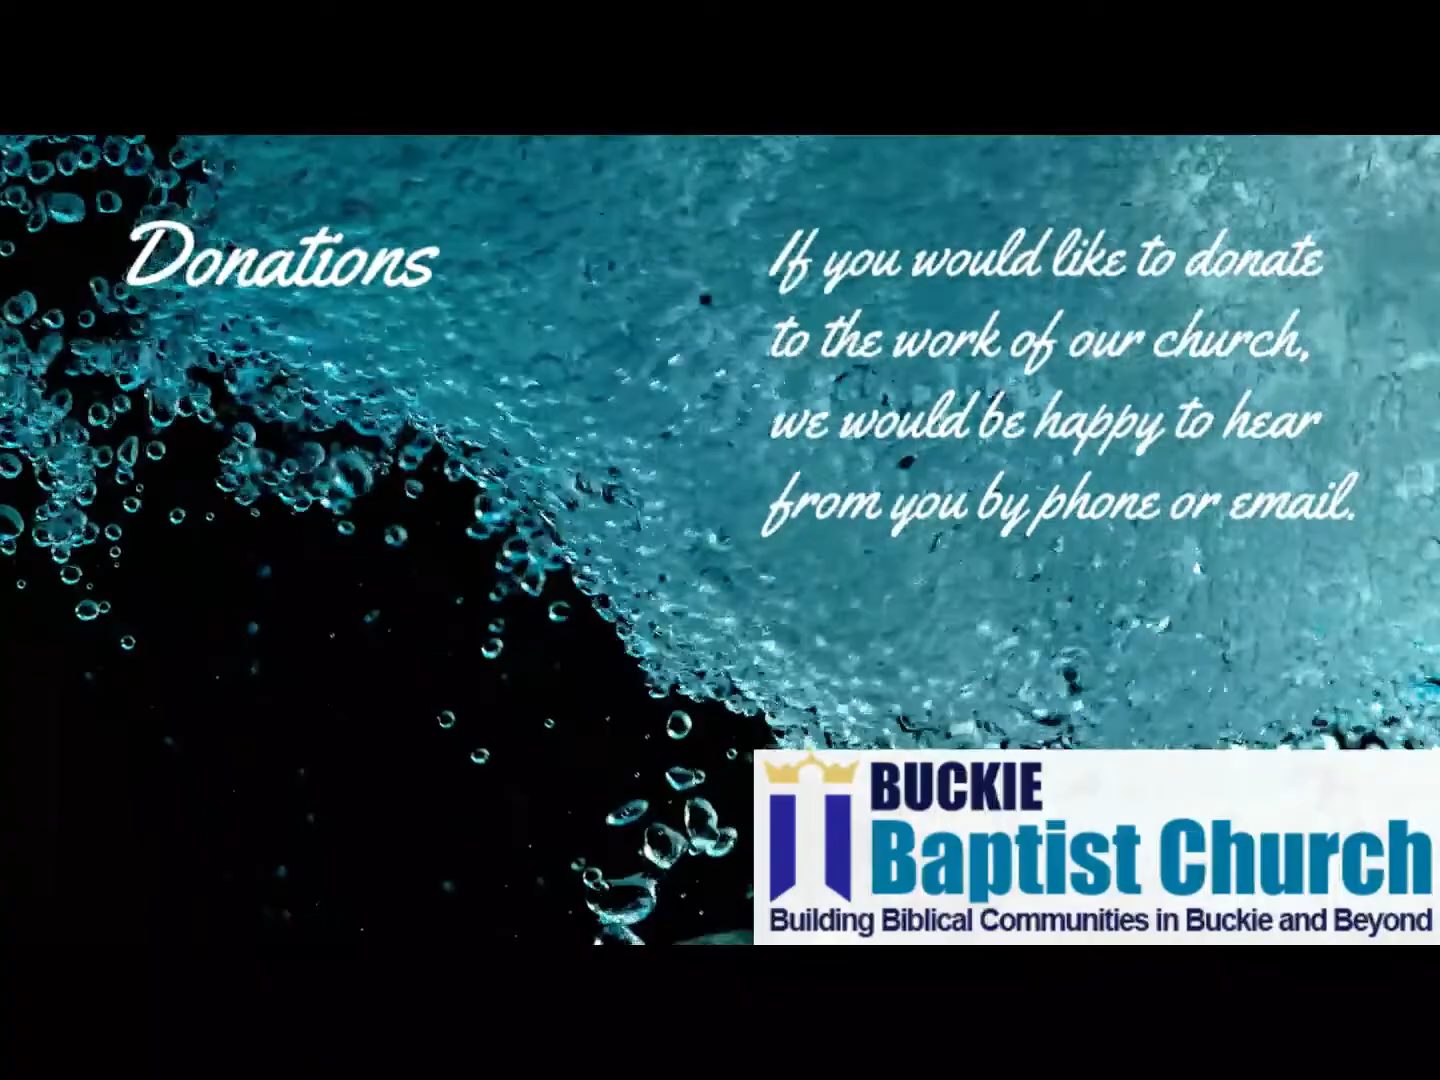 Donations
If you would like to donate
to the work of our church,
we would be happy to hear
from you by phone or email.
BUCKIE
Baptist Church
Building Biblical Communities in Buckie and Beyond